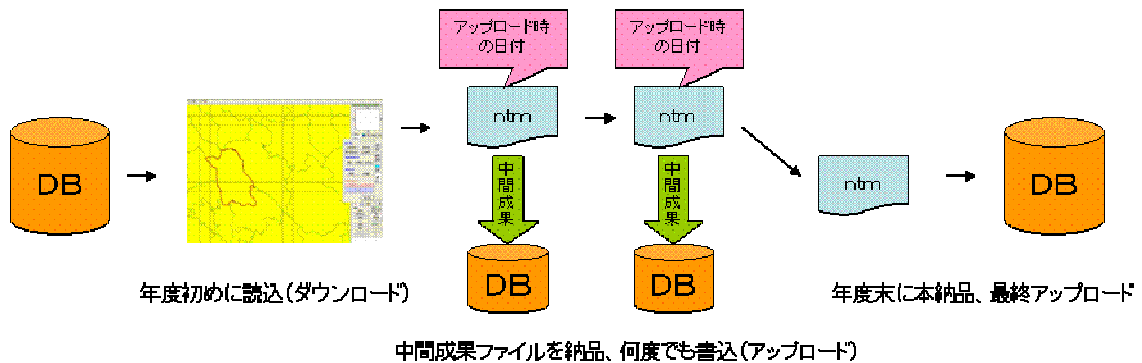 アップロード時
の日付
アップロード時
の日付
ntm
ntm
DB
中間成果
中間成果
ntm
DB
DB
DB
年度初めに読込(ダウンロード)
年度末に本納品、最終アップロード
中間成果ファイルを納品、何度でも書込(アップロード)